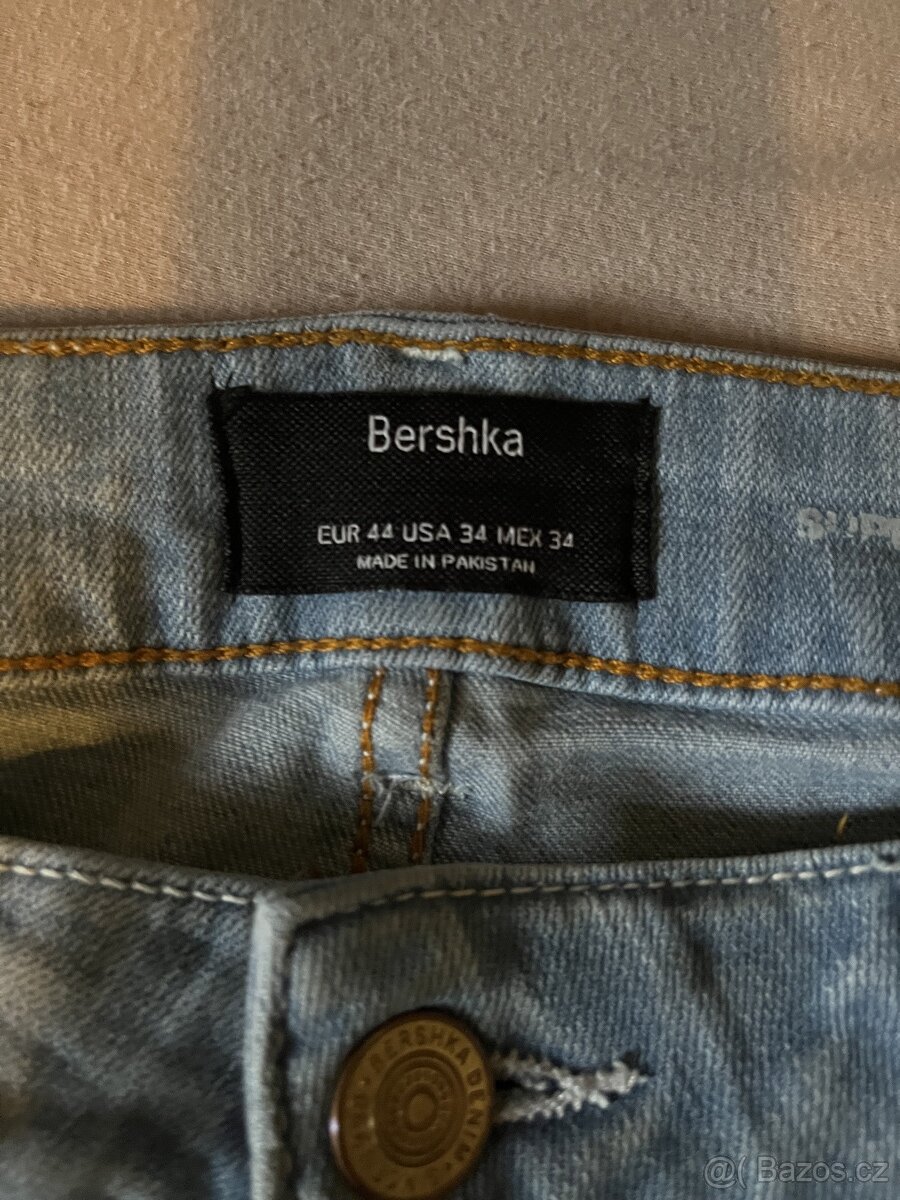 Bershka
EUR 44 USA 34 MEX 34
MADE IN PAKISTAN
BERSHKA DENIM
@( Bazos.cz